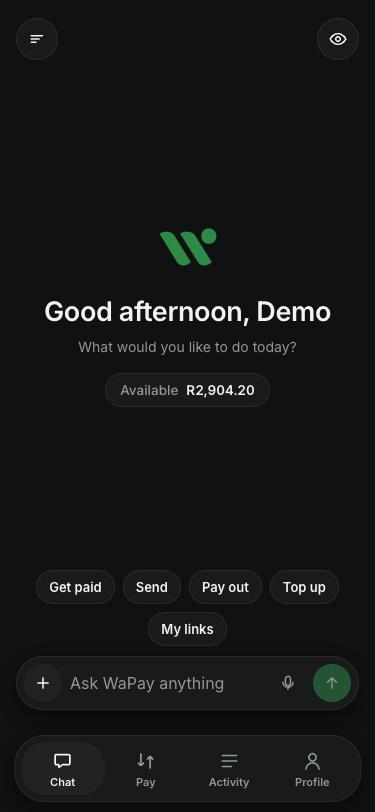 Good afternoon, Demo
What would you like to do today?
Available R2,904.20
Get paid
Send
Pay out
Top up
My links
Ask WaPay anything
Chat
Pay
Activity
Profile